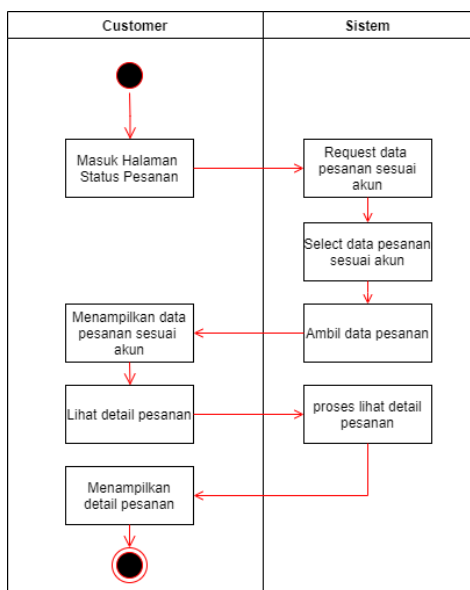 Customer
Sistem
Masuk Halaman
Status Pesanan
Request data
pesanan sesuai
akun
Select data pesanan
sesuai akun
Ambil data pesanan
Menampilkan data
pesanan sesuai
akun
Lihat detail pesanan
proses lihat detail
pesanan
Menampilkan
detail pesanan